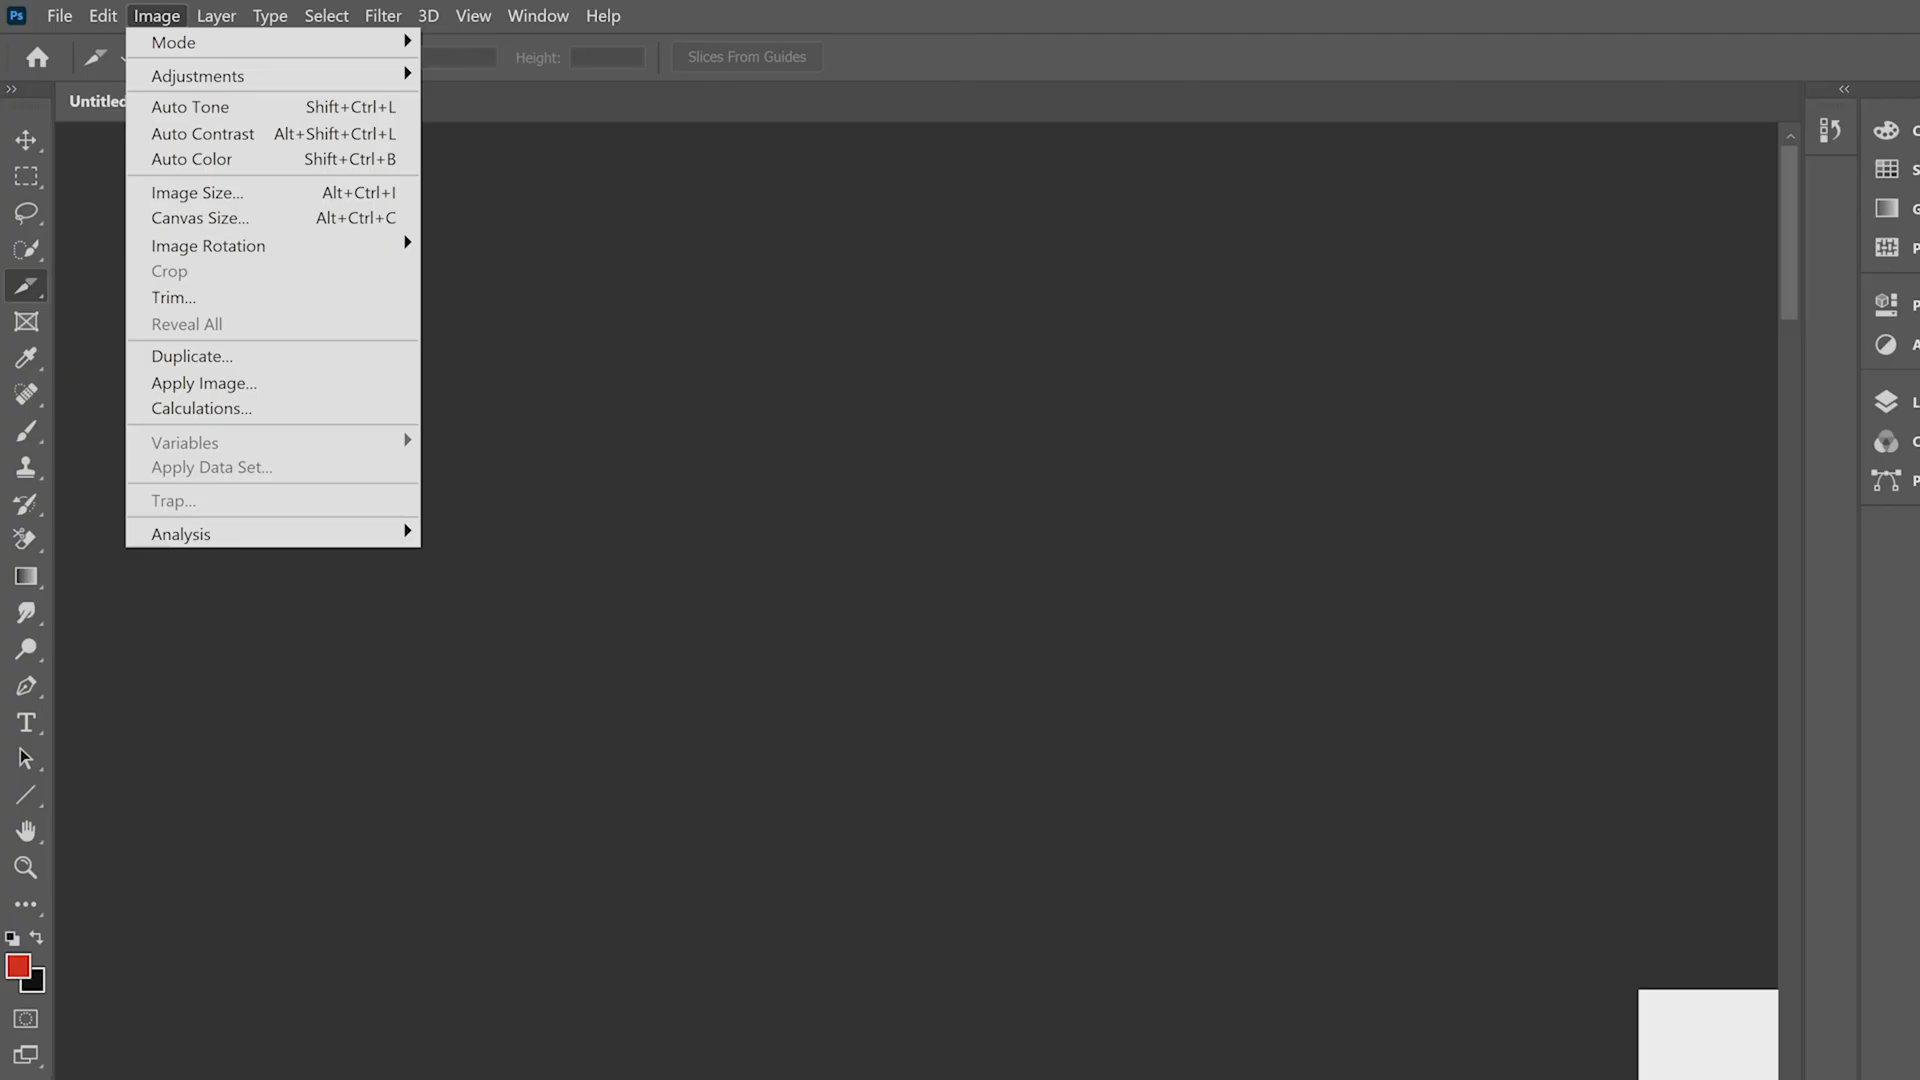 Ps File Edit Image Layer Type Select Filter 3D View Window Help
Height: Slices From Guides
Untitled
Mode
Adjustments
Auto Tone Shift+Ctrl+L
Auto Contrast Alt+Shift+Ctrl+L
Auto Color Shift+Ctrl+B
Image Size... Alt+Ctrl+I
Canvas Size... Alt+Ctrl+C
Image Rotation
Crop
Trim...
Reveal All
Duplicate...
Apply Image...
Calculations...
Variables
Apply Data Set...
Trap...
Analysis